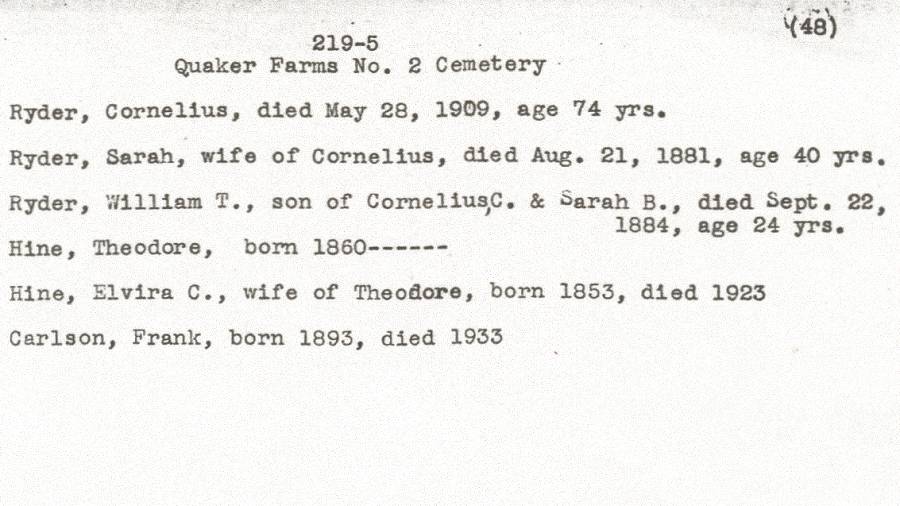 (48)
219-5
Quaker Farms No. 2 Cemetery
Ryder, Cornelius, died May 28, 1909, age 74 yrs.
Ryder, Sarah, wife of Cornelius, died Aug. 21, 1881, age 40 yrs.
Ryder, William T., son of Cornelius,C. & Sarah B., died Sept. 22,
1884, age 24 yrs.
Hine, Theodore, born 1860------
Hine, Elvira C., wife of Theodore, born 1853, died 1923
Carlson, Frank, born 1893, died 1933